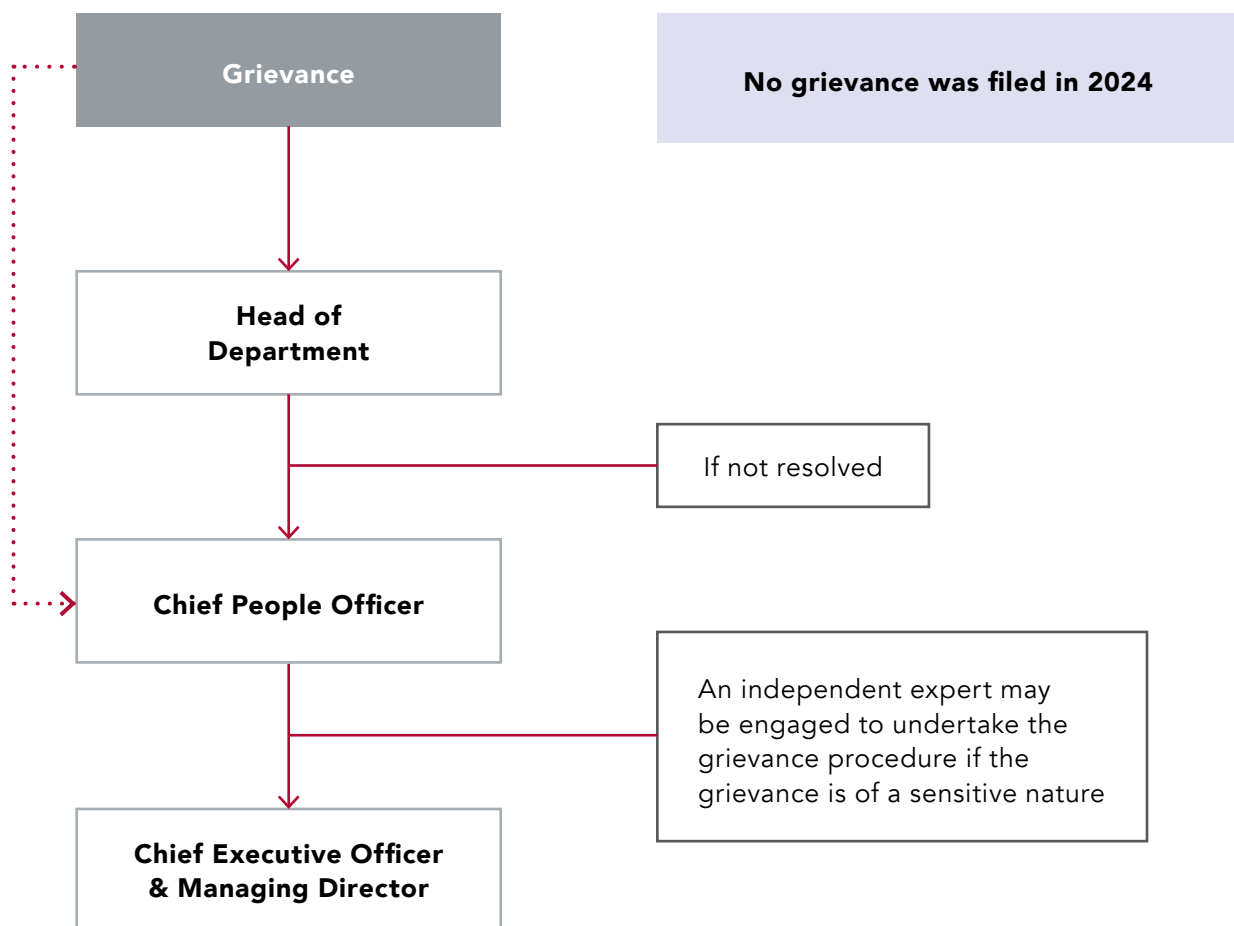 Grievance
No grievance was filed in 2024
Head of
Department
If not resolved
Chief People Officer
An independent expert may
be engaged to undertake the
grievance procedure if the
grievance is of a sensitive nature
Chief Executive Officer
& Managing Director